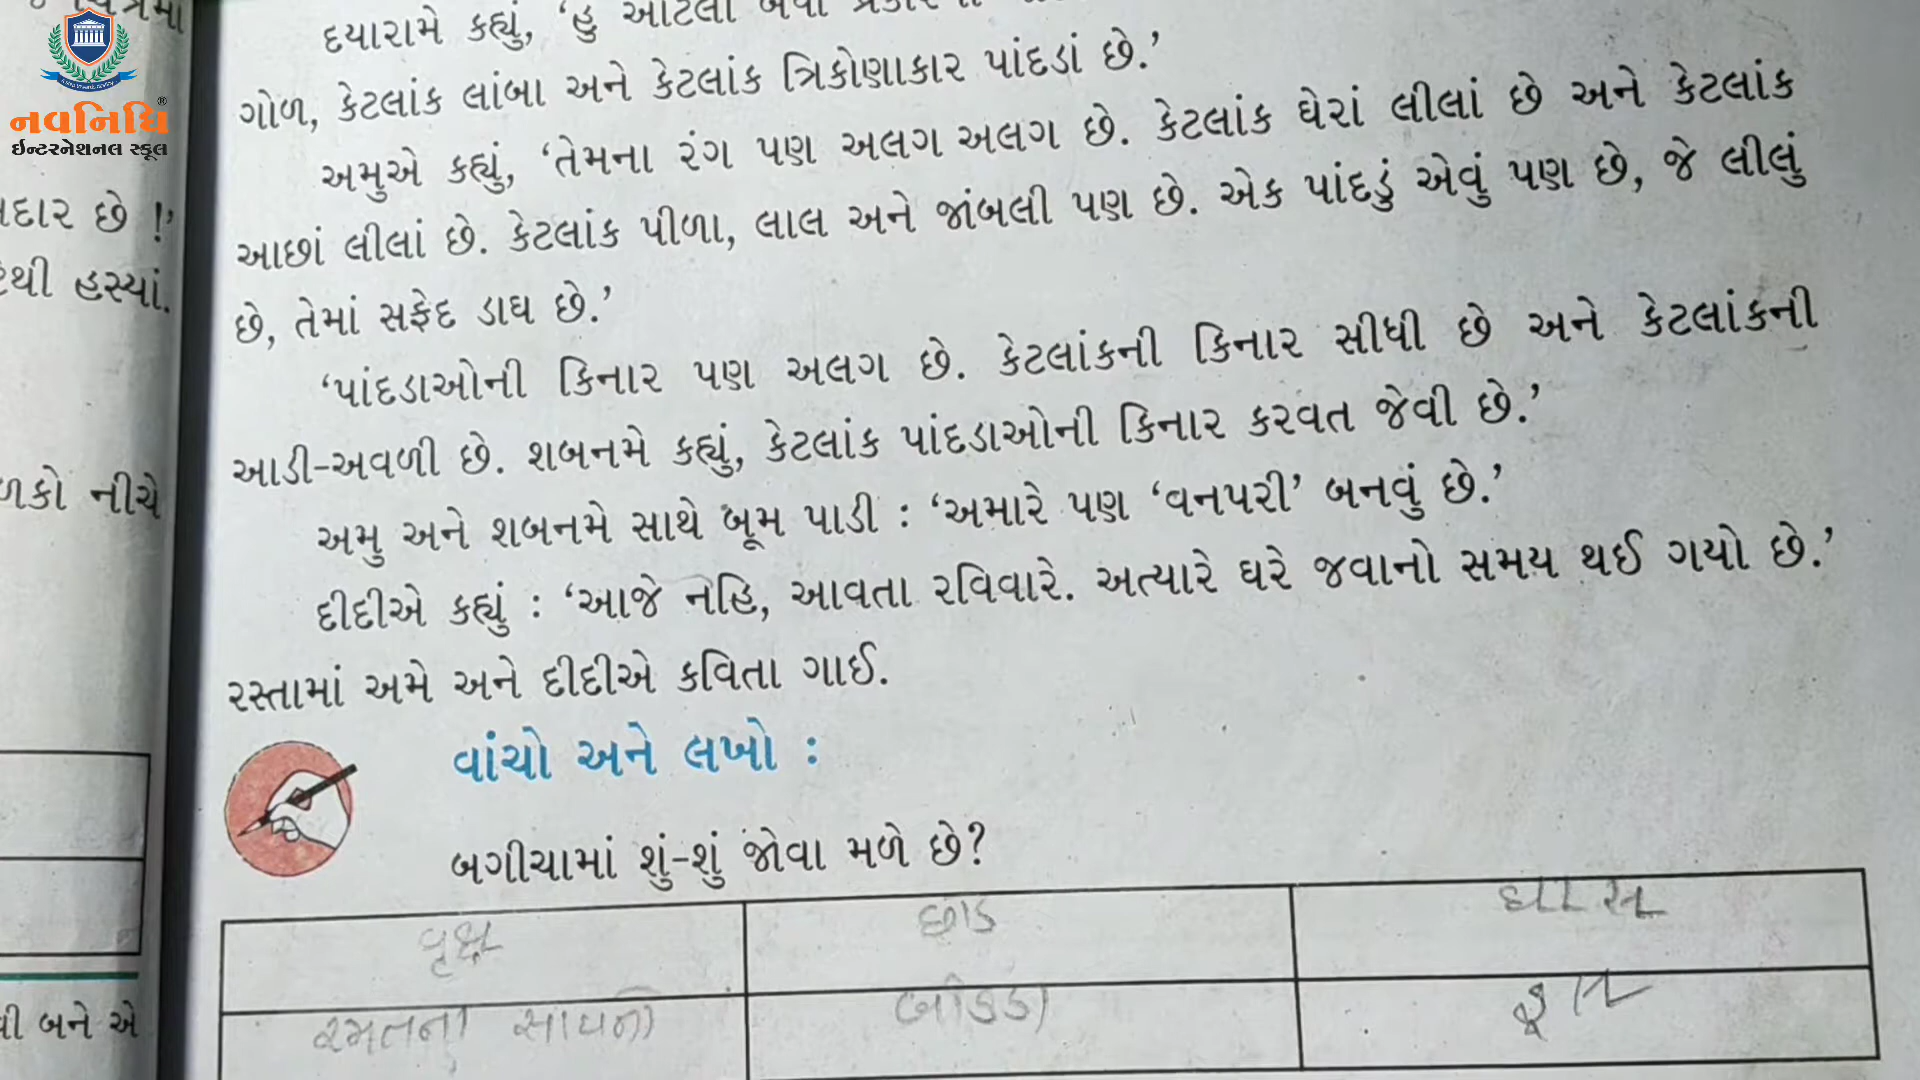 નવનિધિ®
ઈન્ટરનેશનલ સ્કૂલ
દાર છે !’
થી હસ્યાં.
ળકો નીચે
બને એ
દયારામે કહ્યું, ‘હું આટલા બધા
ગોળ, કેટલાંક લાંબા અને કેટલાંક ત્રિકોણાકાર પાંદડાં છે.’
અમુએ કહ્યું, ‘તેમના રંગ પણ અલગ અલગ છે. કેટલાંક ઘેરાં લીલાં છે અને કેટલાંક
આછાં લીલાં છે. કેટલાંક પીળા, લાલ અને જાંબલી પણ છે. એક પાંદડું એવું પણ છે, જે લીલું
છે, તેમાં સફેદ ડાઘ છે.’
‘પાંદડાઓની કિનાર પણ અલગ છે. કેટલાંકની કિનાર સીધી છે અને કેટલાંકની
આડી-અવળી છે. શબનમે કહ્યું, કેટલાંક પાંદડાઓની કિનાર કરવત જેવી છે.’
અમુ અને શબનમે સાથે બૂમ પાડી : ‘અમારે પણ ‘વનપરી’ બનવું છે.’
દીદીએ કહ્યું : ‘આજે નહિ, આવતા રવિવારે. અત્યારે ઘરે જવાનો સમય થઈ ગયો છે.’
રસ્તામાં અમે અને દીદીએ કવિતા ગાઈ.
વાંચો અને લખો :
બગીચામાં શું-શું જોવા મળે છે?
વૃક્ષ છોડ ઘાસ
રમતના સાધનો બાંકડા